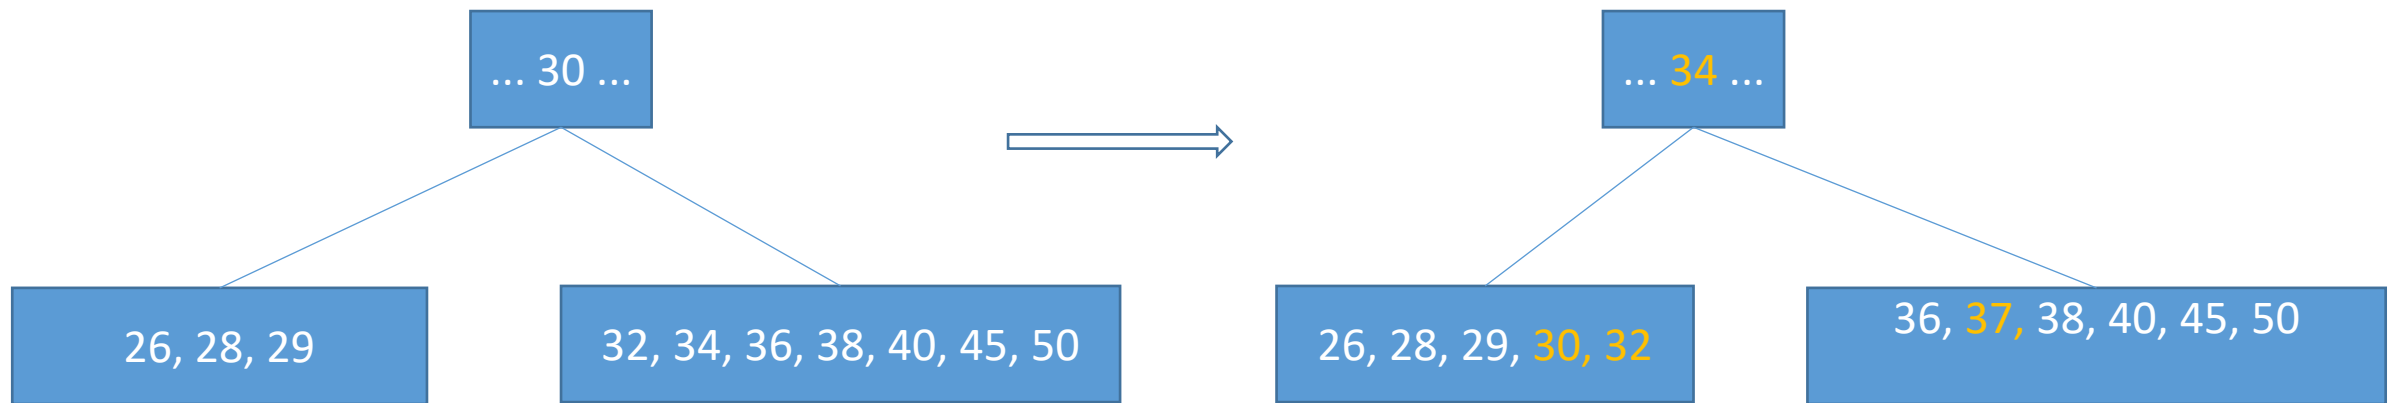 ... 30 ...
... 34 ...
26, 28, 29
32, 34, 36, 38, 40, 45, 50
26, 28, 29, 30, 32
36, 37, 38, 40, 45, 50